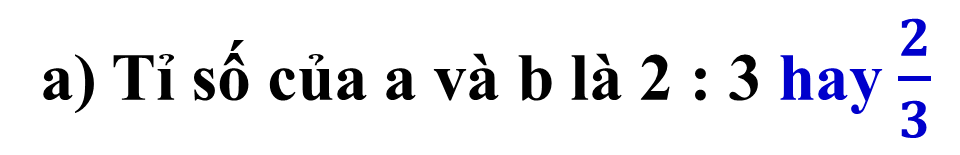 a) Tỉ số của a và b là 2 : 3 hay 2/3